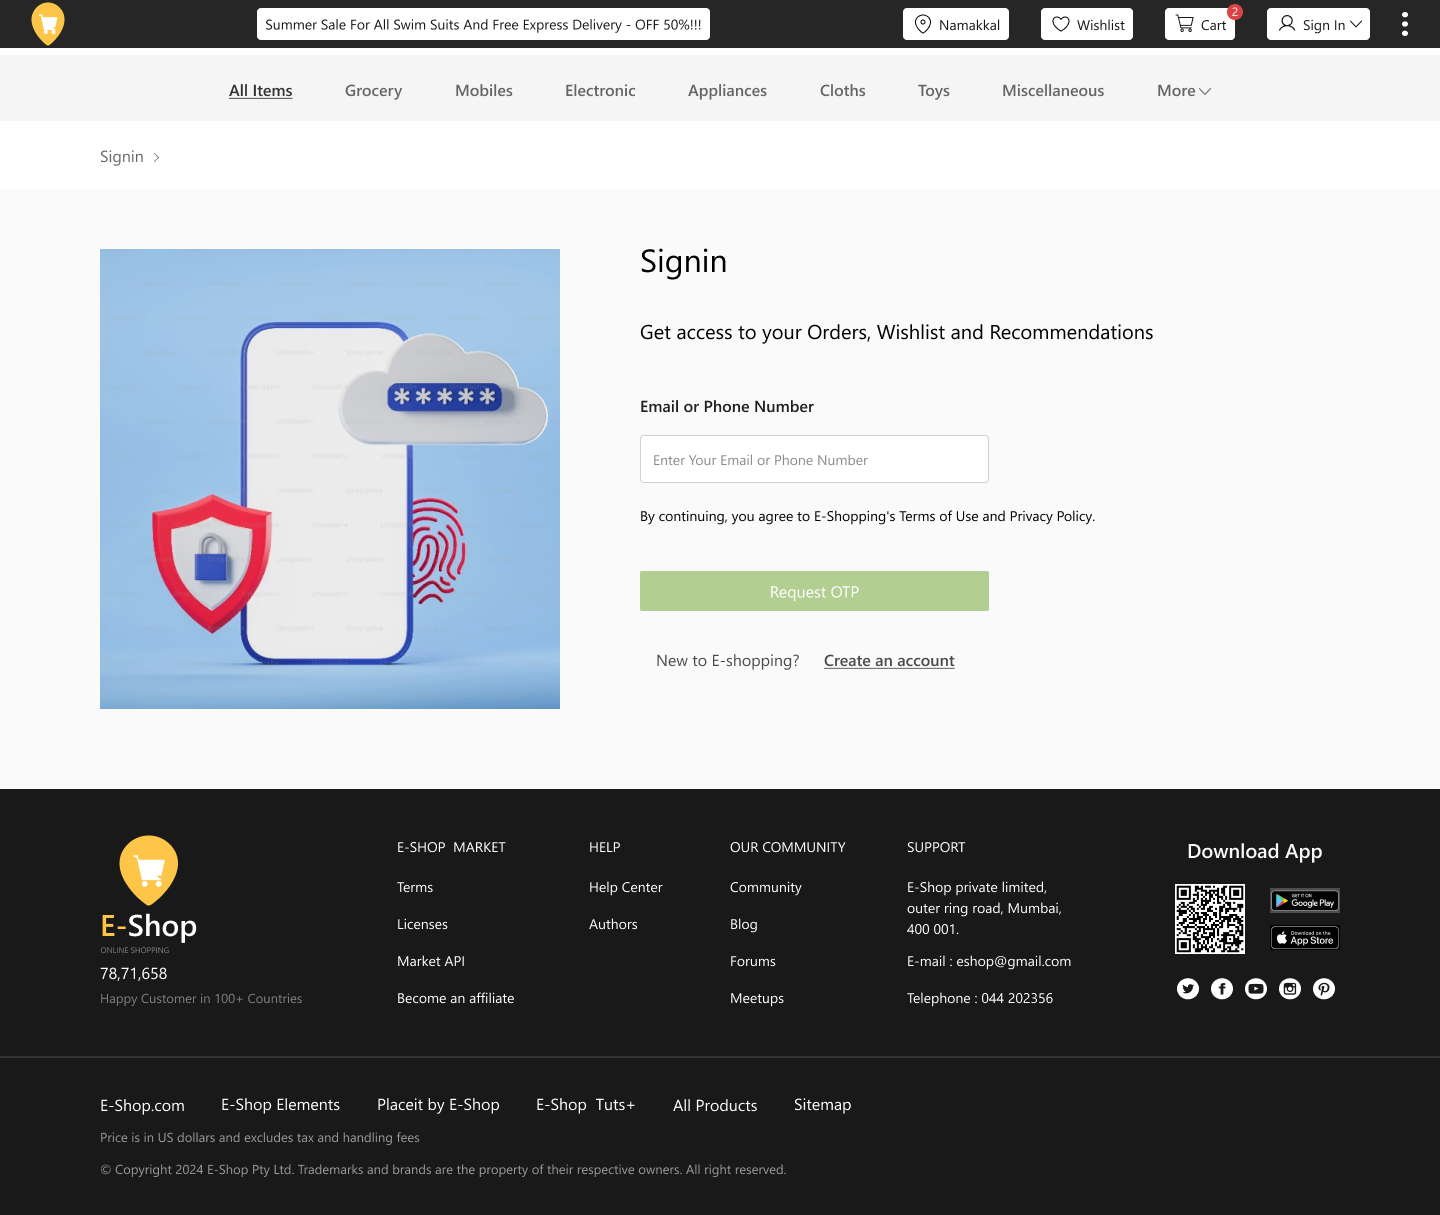 Summer Sale For All Swim Suits And Free Express Delivery - OFF 50%!!!
Namakkal
Wishlist
Cart
2
Sign In
All Items
Grocery
Mobiles
Electronic
Appliances
Cloths
Toys
Miscellaneous
More
Signin
Signin
Get access to your Orders, Wishlist and Recommendations
*****
Email or Phone Number
Enter Your Email or Phone Number
By continuing, you agree to E-Shopping's Terms of Use and Privacy Policy.
Request OTP
New to E-shopping? Create an account
E-Shop
ONLINE SHOPPING
78,71,658
Happy Customer in 100+ Countries
E-SHOP  MARKET
Terms
Licenses
Market API
Become an affiliate
HELP
Help Center
Authors
OUR COMMUNITY
Community
Blog
Forums
Meetups
SUPPORT
E-Shop private limited,
outer ring road, Mumbai,
400 001.
E-mail : eshop@gmail.com
Telephone : 044 202356
Download App
GET IT ON
Google Play
Download on the
App Store
E-Shop.com
E-Shop Elements
Placeit by E-Shop
E-Shop  Tuts+
All Products
Sitemap
Price is in US dollars and excludes tax and handling fees
© Copyright 2024 E-Shop Pty Ltd. Trademarks and brands are the property of their respective owners. All right reserved.